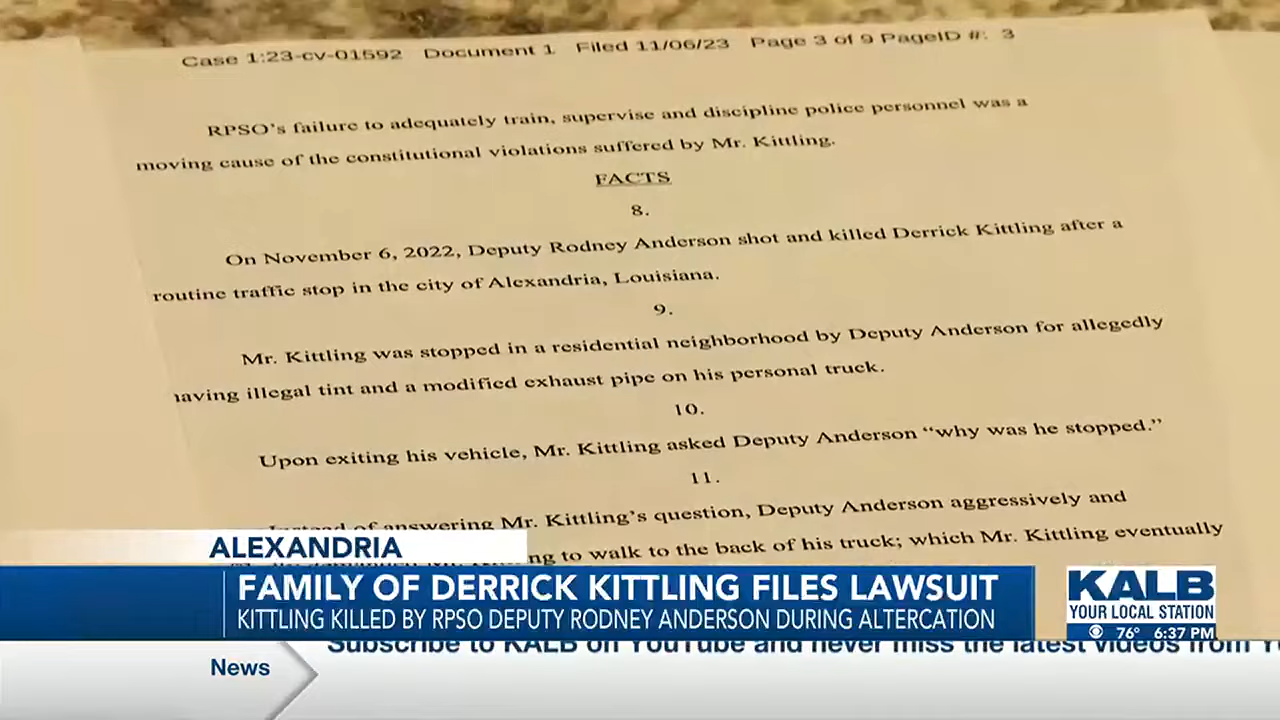 Case 1:23-cv-01592 Document 1 Filed 11/06/23 Page 3 of 9 PageID #: 3
RPSO's failure to adequately train, supervise and discipline police personnel was a
moving cause of the constitutional violations suffered by Mr. Kittling.
FACTS
8.
On November 6, 2022, Deputy Rodney Anderson shot and killed Derrick Kittling after a
routine traffic stop in the city of Alexandria, Louisiana.
9.
Mr. Kittling was stopped in a residential neighborhood by Deputy Anderson for allegedly
having illegal tint and a modified exhaust pipe on his personal truck.
10.
Upon exiting his vehicle, Mr. Kittling asked Deputy Anderson “why was he stopped.”
11.
Instead of answering Mr. Kittling's question, Deputy Anderson aggressively and
to walk to the back of his truck; which Mr. Kittling eventually
ALEXANDRIA
FAMILY OF DERRICK KITTLING FILES LAWSUIT
KITTLING KILLED BY RPSO DEPUTY RODNEY ANDERSON DURING ALTERCATION
KALB
YOUR LOCAL STATION
76° 6:37 PM
Subscribe to KALB on YouTube and never miss the latest videos from
News